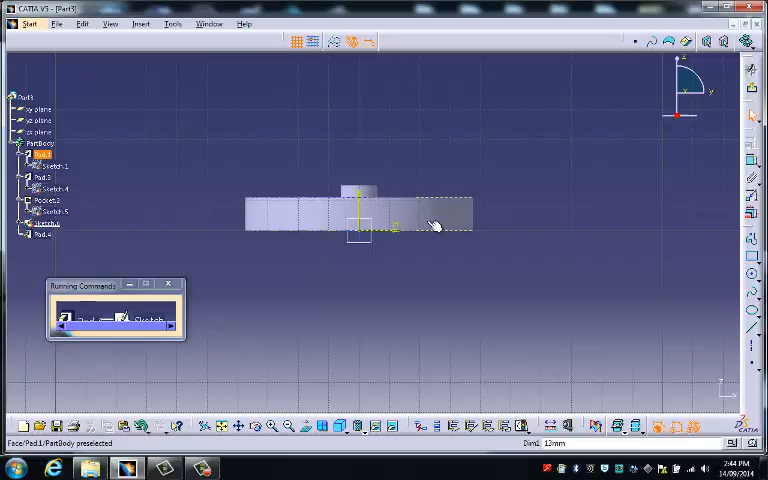 CATIA V5 - [Part3]
Start File Edit View Insert Tools Window Help
Part3
xy plane
yz plane
zx plane
PartBody
Pad.1
Sketch.1
Pad.3
Sketch.4
Pocket.2
Sketch.5
Sketch.6
Pad.4
z
y
x
Running Commands
Sketch
z
y
CATIA
Face/Pad.1/PartBody preselected
Dim1 13mm
2:44 PM
14/09/2014